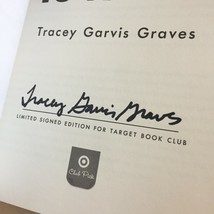 Tracey Garvis Graves
Tracey Garvis Graves
LIMITED SIGNED EDITION FOR TARGET BOOK CLUB
Club Pick